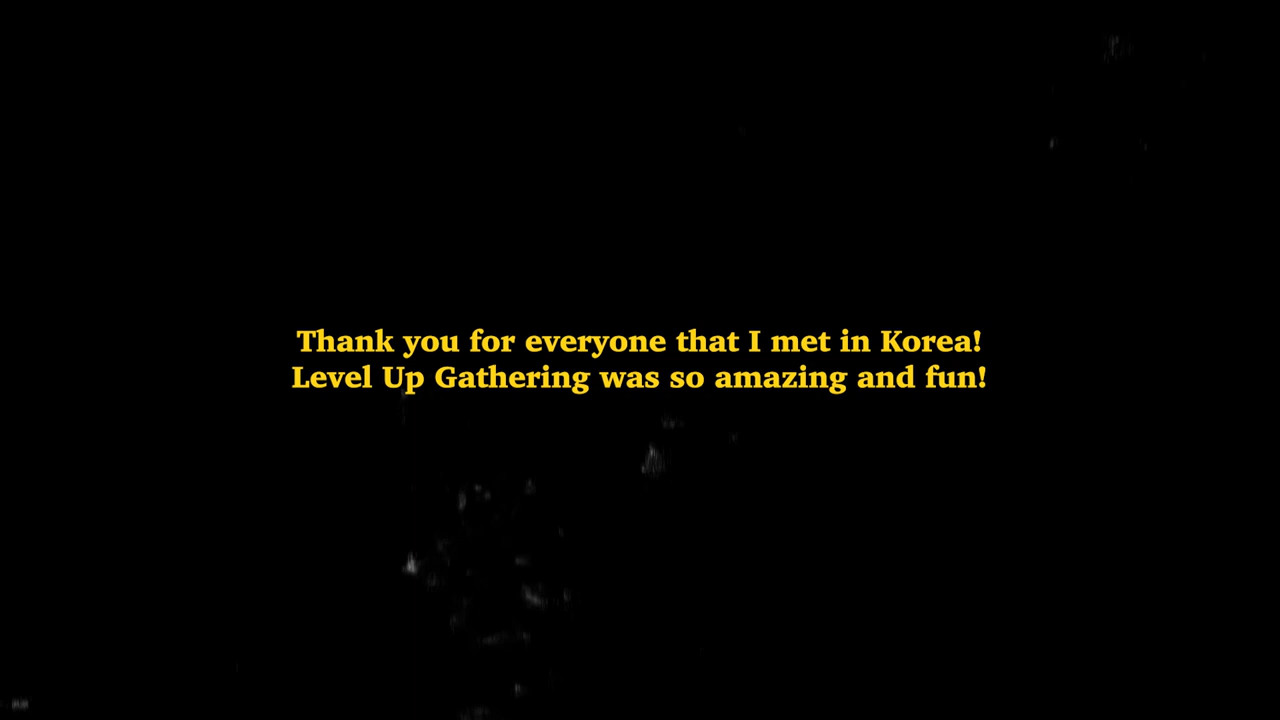 Thank you for everyone that I met in Korea!
Level Up Gathering was so amazing and fun!